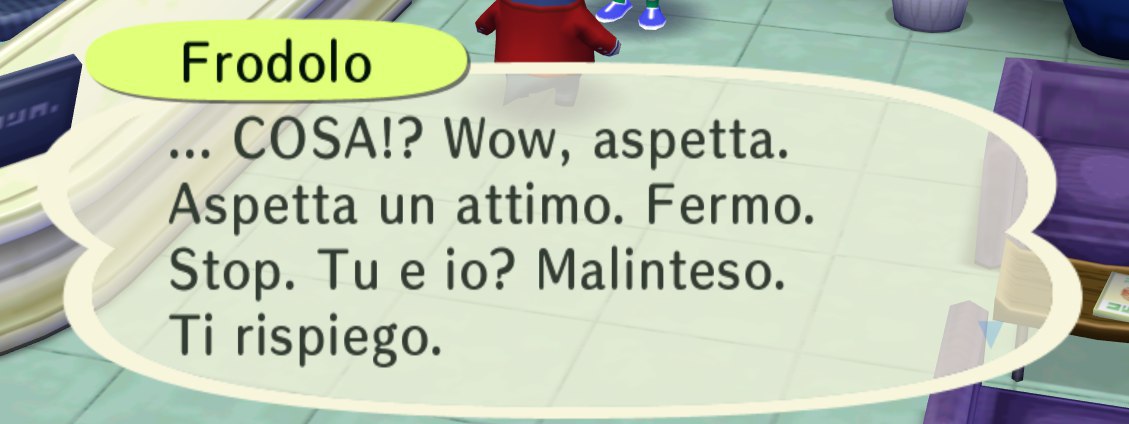 Frodolo
... COSA!? Wow, aspetta.
Aspetta un attimo. Fermo.
Stop. Tu e io? Malinteso.
Ti rispiego.